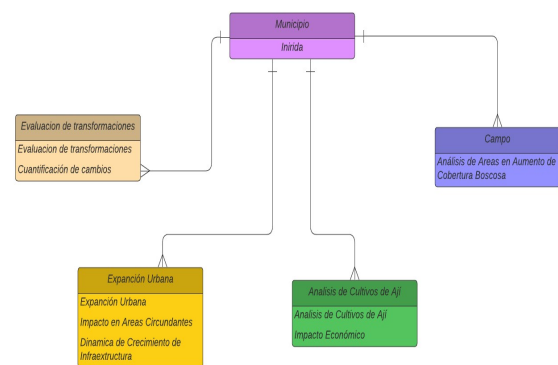 Municipio
Inirida
Evaluacion de transformaciones
Evaluacion de transformaciones
Cuantificación de cambios
Campo
Análisis de Areas en Aumento de
Cobertura Boscosa
Expanción Urbana
Expanción Urbana
Impacto en Areas Circundantes
Dinamica de Crecimiento de
Infraextructura
Analisis de Cultivos de Ají
Analisis de Cultivos de Ají
Impacto Económico